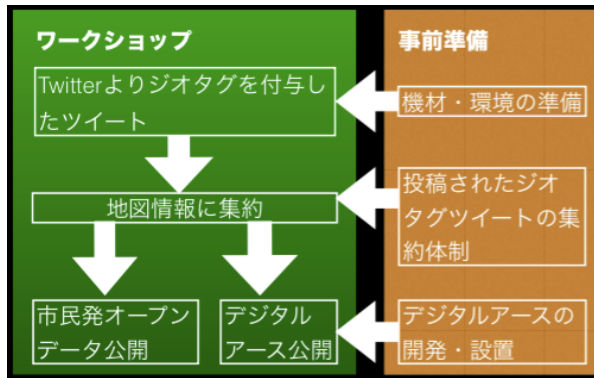 ワークショップ
Twitterよりジオタグを付与し
たツイート
地図情報に集約
市民発オープン
データ公開
デジタル
アース公開
事前準備
機材・環境の準備
投稿されたジオ
タグツイートの集
約体制
デジタルアースの
開発・設置